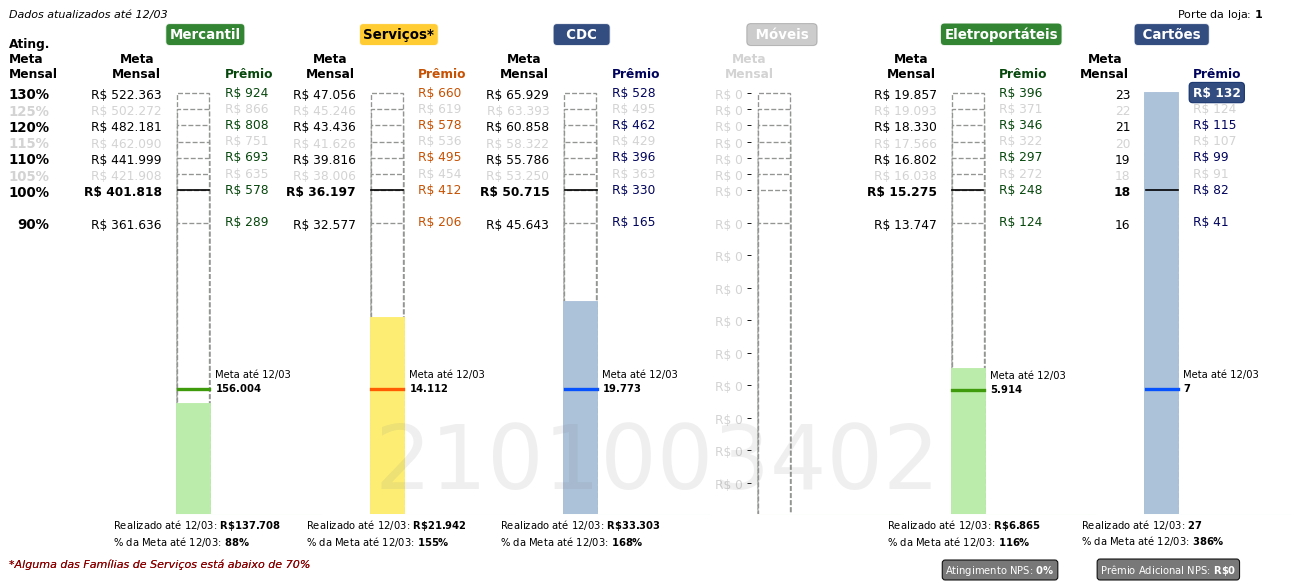 Dados atualizados até 12/03
Porte da loja: 1
Mercantil Serviços* CDC Móveis Eletroportáteis Cartões
Ating. Meta Mensal
Meta Mensal Prêmio Meta Mensal Prêmio Meta Mensal Prêmio Meta Mensal Meta Mensal Prêmio Meta Mensal Prêmio
130% R$ 522.363 R$ 924 R$ 47.056 R$ 660 R$ 65.929 R$ 528 R$ 0 R$ 19.857 R$ 396 23 R$ 132
125% R$ 502.272 R$ 866 R$ 45.246 R$ 619 R$ 63.393 R$ 495 R$ 0 R$ 19.093 R$ 371 22 R$ 124
120% R$ 482.181 R$ 808 R$ 43.436 R$ 578 R$ 60.858 R$ 462 R$ 0 R$ 18.330 R$ 346 21 R$ 115
115% R$ 462.090 R$ 751 R$ 41.626 R$ 536 R$ 58.322 R$ 429 R$ 0 R$ 17.566 R$ 322 20 R$ 107
110% R$ 441.999 R$ 693 R$ 39.816 R$ 495 R$ 55.786 R$ 396 R$ 0 R$ 16.802 R$ 297 19 R$ 99
105% R$ 421.908 R$ 635 R$ 38.006 R$ 454 R$ 53.250 R$ 363 R$ 0 R$ 16.038 R$ 272 18 R$ 91
100% R$ 401.818 R$ 578 R$ 36.197 R$ 412 R$ 50.715 R$ 330 R$ 0 R$ 15.275 R$ 248 18 R$ 82
90% R$ 361.636 R$ 289 R$ 32.577 R$ 206 R$ 45.643 R$ 165 R$ 0 R$ 13.747 R$ 124 16 R$ 41
R$ 0
R$ 0
R$ 0
R$ 0
Meta até 12/03 Meta até 12/03 Meta até 12/03 Meta até 12/03 Meta até 12/03
156.004 14.112 19.773 R$ 0 5.914 7
R$ 0
R$ 0
R$ 0
2101003402
Realizado até 12/03: R$137.708 Realizado até 12/03: R$21.942 Realizado até 12/03: R$33.303 Realizado até 12/03: R$6.865 Realizado até 12/03: 27
% da Meta até 12/03: 88% % da Meta até 12/03: 155% % da Meta até 12/03: 168% % da Meta até 12/03: 116% % da Meta até 12/03: 386%
*Alguma das Famílias de Serviços está abaixo de 70%
Atingimento NPS: 0% Prêmio Adicional NPS: R$0